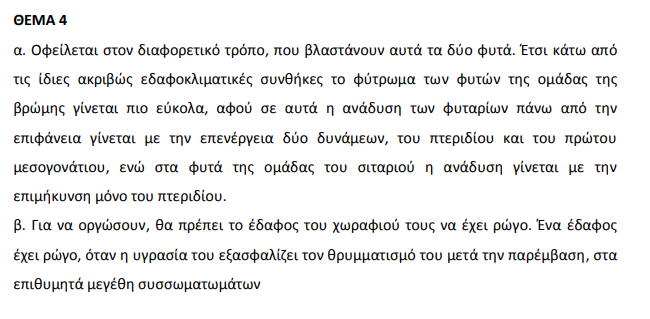 ΘΕΜΑ 4
α. Οφείλεται στον διαφορετικό τρόπο, που βλαστάνουν αυτά τα δύο φυτά. Έτσι κάτω από
τις ίδιες ακριβώς εδαφοκλιματικές συνθήκες το φύτρωμα των φυτών της ομάδας της
βρώμης γίνεται πιο εύκολα, αφού σε αυτά η ανάδυση των φυταρίων πάνω από την
επιφάνεια γίνεται με την επενέργεια δύο δυνάμεων, του πτεριδίου και του πρώτου
μεσογονάτιου, ενώ στα φυτά της ομάδας του σιταριού η ανάδυση γίνεται με την
επιμήκυνση μόνο του πτεριδίου.
β. Για να οργώσουν, θα πρέπει το έδαφος του χωραφιού τους να έχει ρώγο. Ένα έδαφος
έχει ρώγο, όταν η υγρασία του εξασφαλίζει τον θρυμματισμό του μετά την παρέμβαση, στα
επιθυμητά μεγέθη συσσωματωμάτων